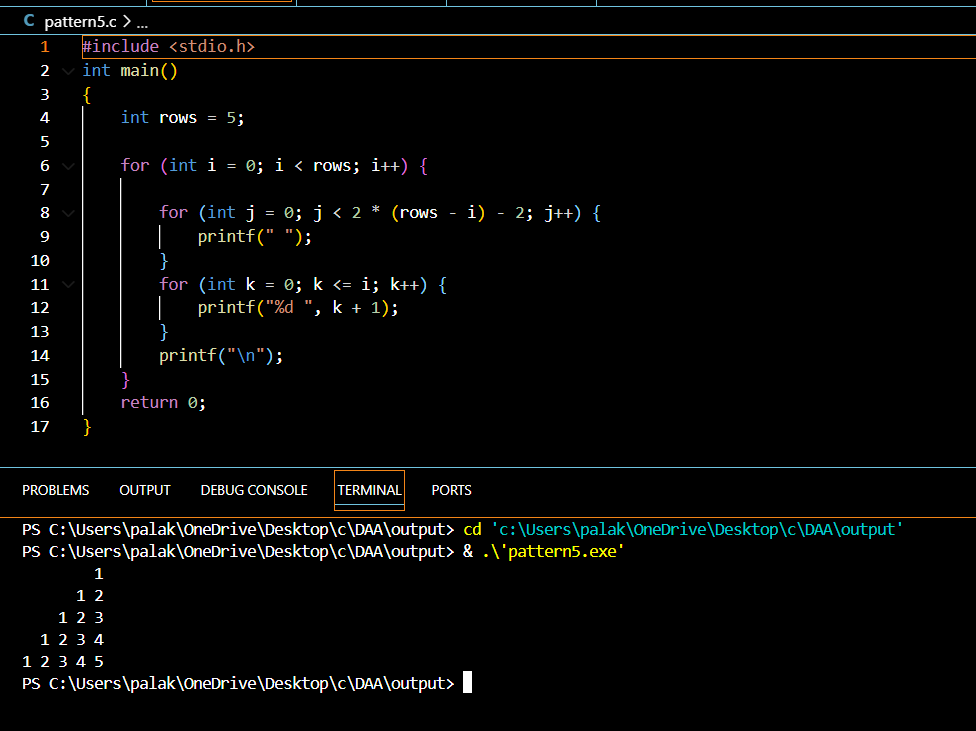 C pattern5.c > ...
1 #include <stdio.h>
2 int main()
3 {
4     int rows = 5;
5
6     for (int i = 0; i < rows; i++) {
7
8         for (int j = 0; j < 2 * (rows - i) - 2; j++) {
9             printf(" ");
10         }
11         for (int k = 0; k <= i; k++) {
12             printf("%d ", k + 1);
13         }
14         printf("\n");
15     }
16     return 0;
17 }
PROBLEMS OUTPUT DEBUG CONSOLE TERMINAL PORTS
PS C:\Users\palak\OneDrive\Desktop\c\DAA\output> cd 'c:\Users\palak\OneDrive\Desktop\c\DAA\output'
PS C:\Users\palak\OneDrive\Desktop\c\DAA\output> & .\'pattern5.exe'
        1
      1 2
    1 2 3
  1 2 3 4
1 2 3 4 5
PS C:\Users\palak\OneDrive\Desktop\c\DAA\output>